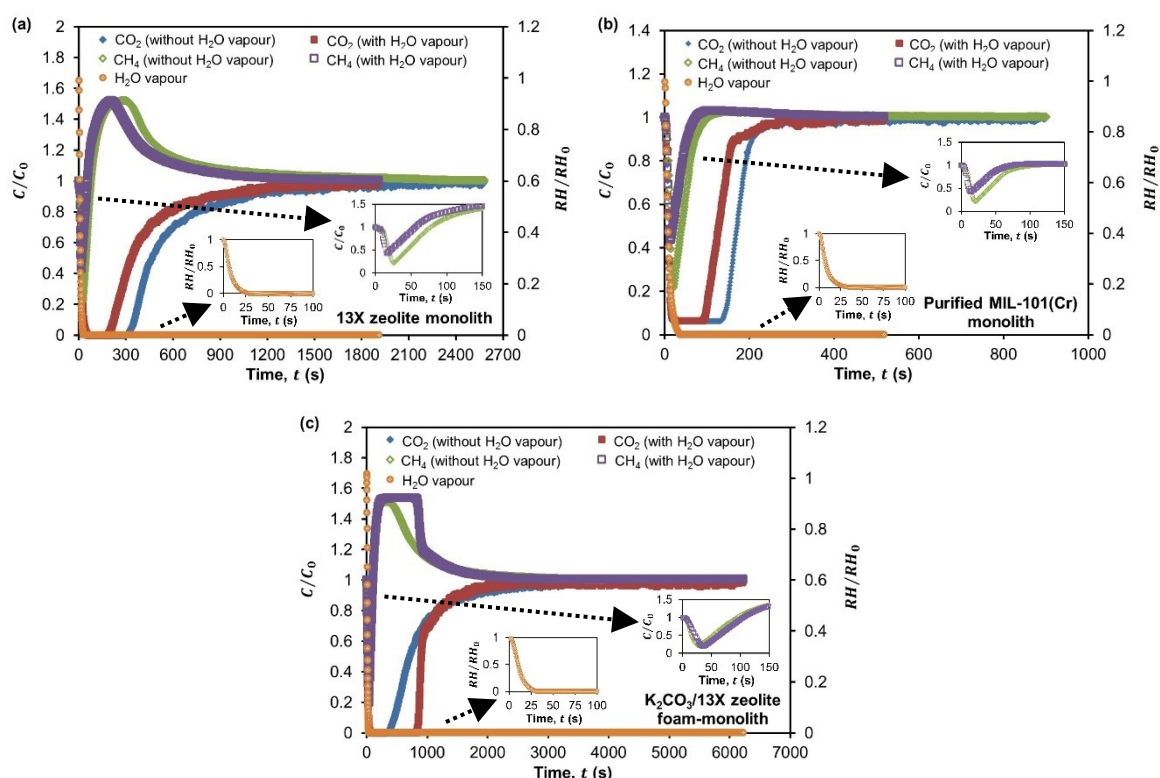 (a)
2
1.8
1.6
1.4
1.2
1
0.8
0.6
0.4
0.2
0
C/C₀
CO₂ (without H₂O vapour)
CO₂ (with H₂O vapour)
CH₄ (without H₂O vapour)
CH₄ (with H₂O vapour)
H₂O vapour
1.2
1
0.8
0.6
0.4
0.2
0
RH/RH₀
RH/RH₀
1
0.5
0
0 25 50 75 100
Time, t (s)
C/C₀
1.5
1.0
0.5
0.0
0 50 100 150
Time, t (s)
13X zeolite monolith
0 300 600 900 1200 1500 1800 2100 2400 2700
Time, t (s)
(b)
1.4
1.2
1
0.8
0.6
0.4
0.2
0
C/C₀
CO₂ (without H₂O vapour)
CO₂ (with H₂O vapour)
CH₄ (without H₂O vapour)
CH₄ (with H₂O vapour)
H₂O vapour
1.2
1
0.8
0.6
0.4
0.2
0
RH/RH₀
C/C₀
1.5
1.0
0.5
0.0
0 50 100 150
Time, t (s)
RH/RH₀
1
0.5
0
0 25 50 75 100
Time, t (s)
Purified MIL-101(Cr)
monolith
0 200 400 600 800 1000
Time, t (s)
(c)
2
1.8
1.6
1.4
1.2
1
0.8
0.6
0.4
0.2
0
C/C₀
CO₂ (without H₂O vapour)
CO₂ (with H₂O vapour)
CH₄ (without H₂O vapour)
CH₄ (with H₂O vapour)
H₂O vapour
1.2
1
0.8
0.6
0.4
0.2
0
RH/RH₀
C/C₀
1.5
1.0
0.5
0.0
0 50 100 150
Time, t (s)
RH/RH₀
1
0.5
0
0 25 50 75 100
Time, t (s)
K₂CO₃/13X zeolite
foam-monolith
0 1000 2000 3000 4000 5000 6000 7000
Time, t (s)